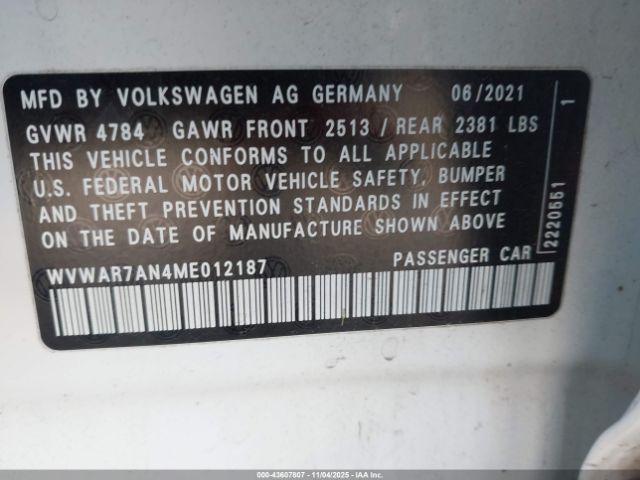 MFD BY VOLKSWAGEN AG GERMANY 06/2021
GVWR 4784 GAWR FRONT 2513 / REAR 2381 LBS
THIS VEHICLE CONFORMS TO ALL APPLICABLE
U.S. FEDERAL MOTOR VEHICLE SAFETY, BUMPER
AND THEFT PREVENTION STANDARDS IN EFFECT
ON THE DATE OF MANUFACTURE SHOWN ABOVE
WVWAR7AN4ME012187 PASSENGER CAR
2220551 1
000-43607807 - 11/04/2025 - IAAI.COM